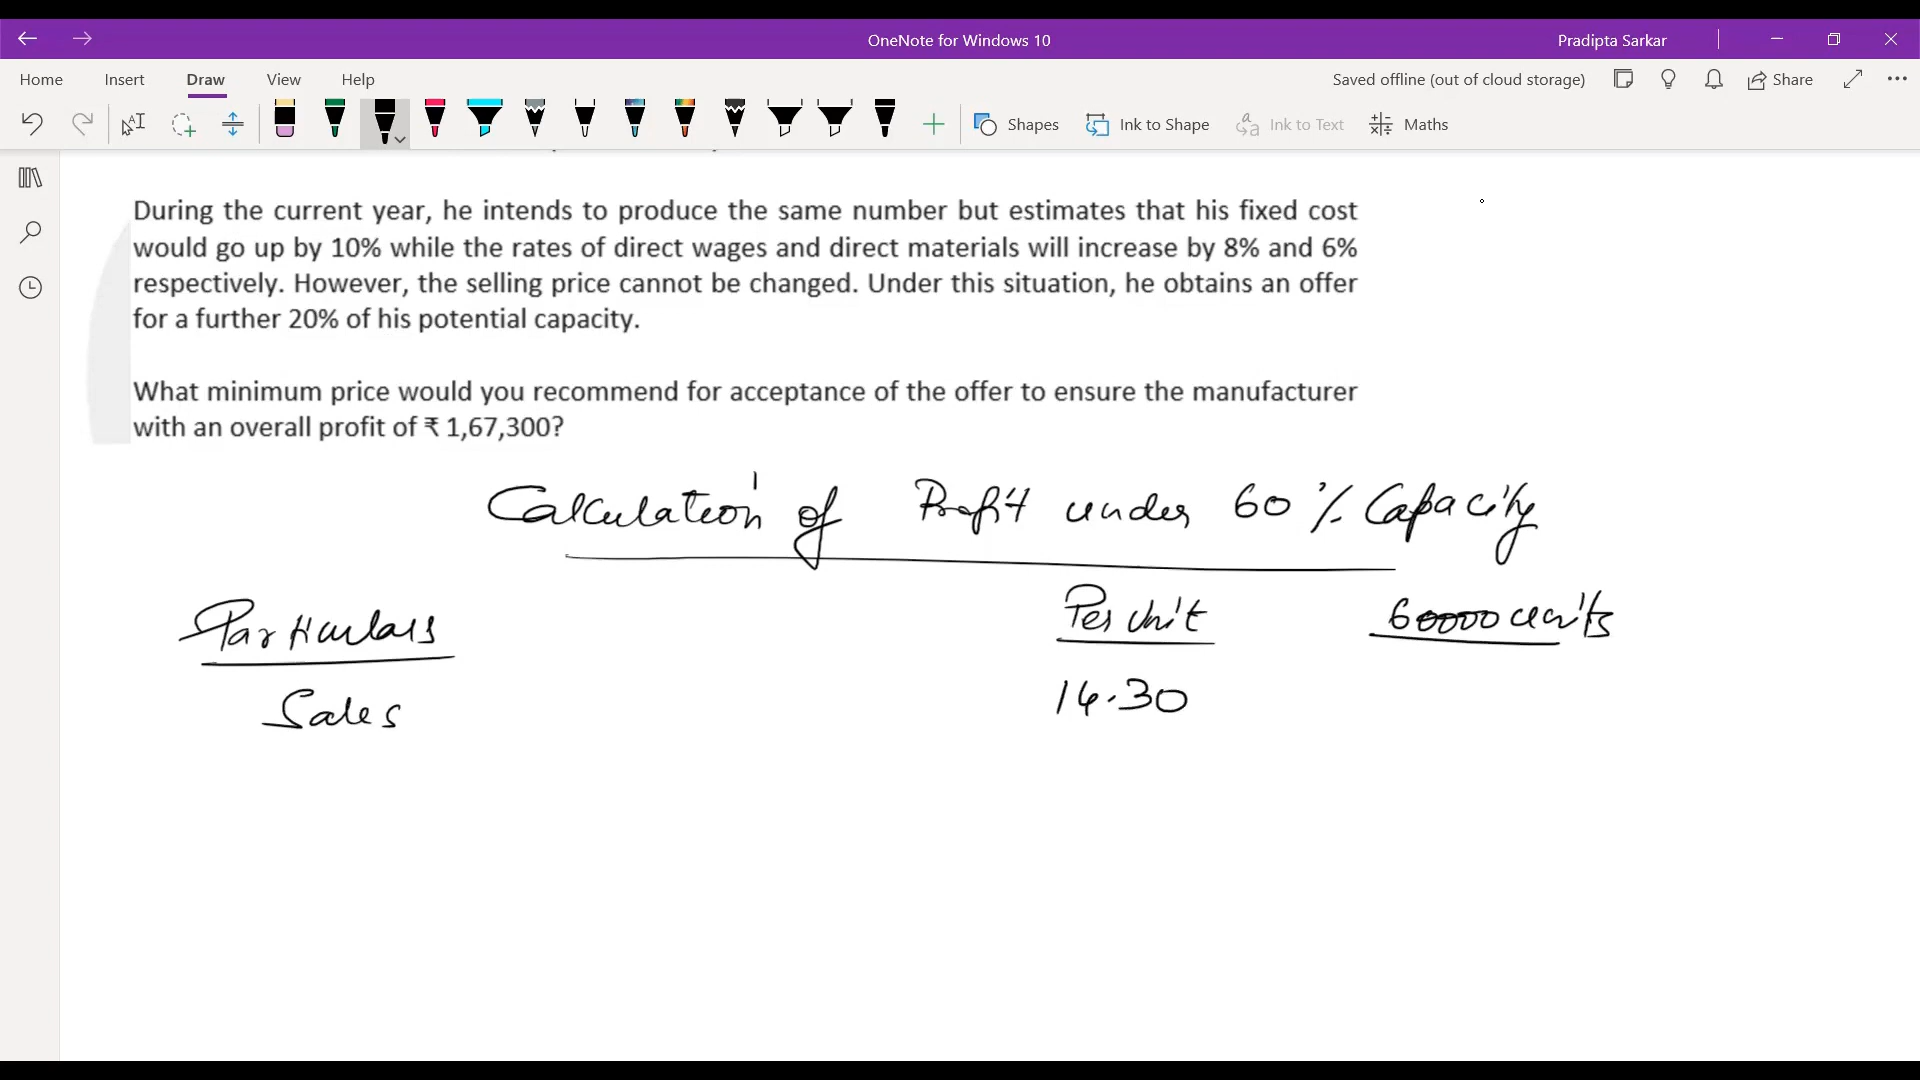 OneNote for Windows 10
Pradipta Sarkar
Home Insert Draw View Help
Saved offline (out of cloud storage)
Share
Shapes
Ink to Shape
Ink to Text
Maths
During the current year, he intends to produce the same number but estimates that his fixed cost
would go up by 10% while the rates of direct wages and direct materials will increase by 8% and 6%
respectively. However, the selling price cannot be changed. Under this situation, he obtains an offer
for a further 20% of his potential capacity.
What minimum price would you recommend for acceptance of the offer to ensure the manufacturer
with an overall profit of ₹ 1,67,300?
Calculation of Profit under 60 % Capacity
Particulars Per Unit 60000 units
Sales 14.30